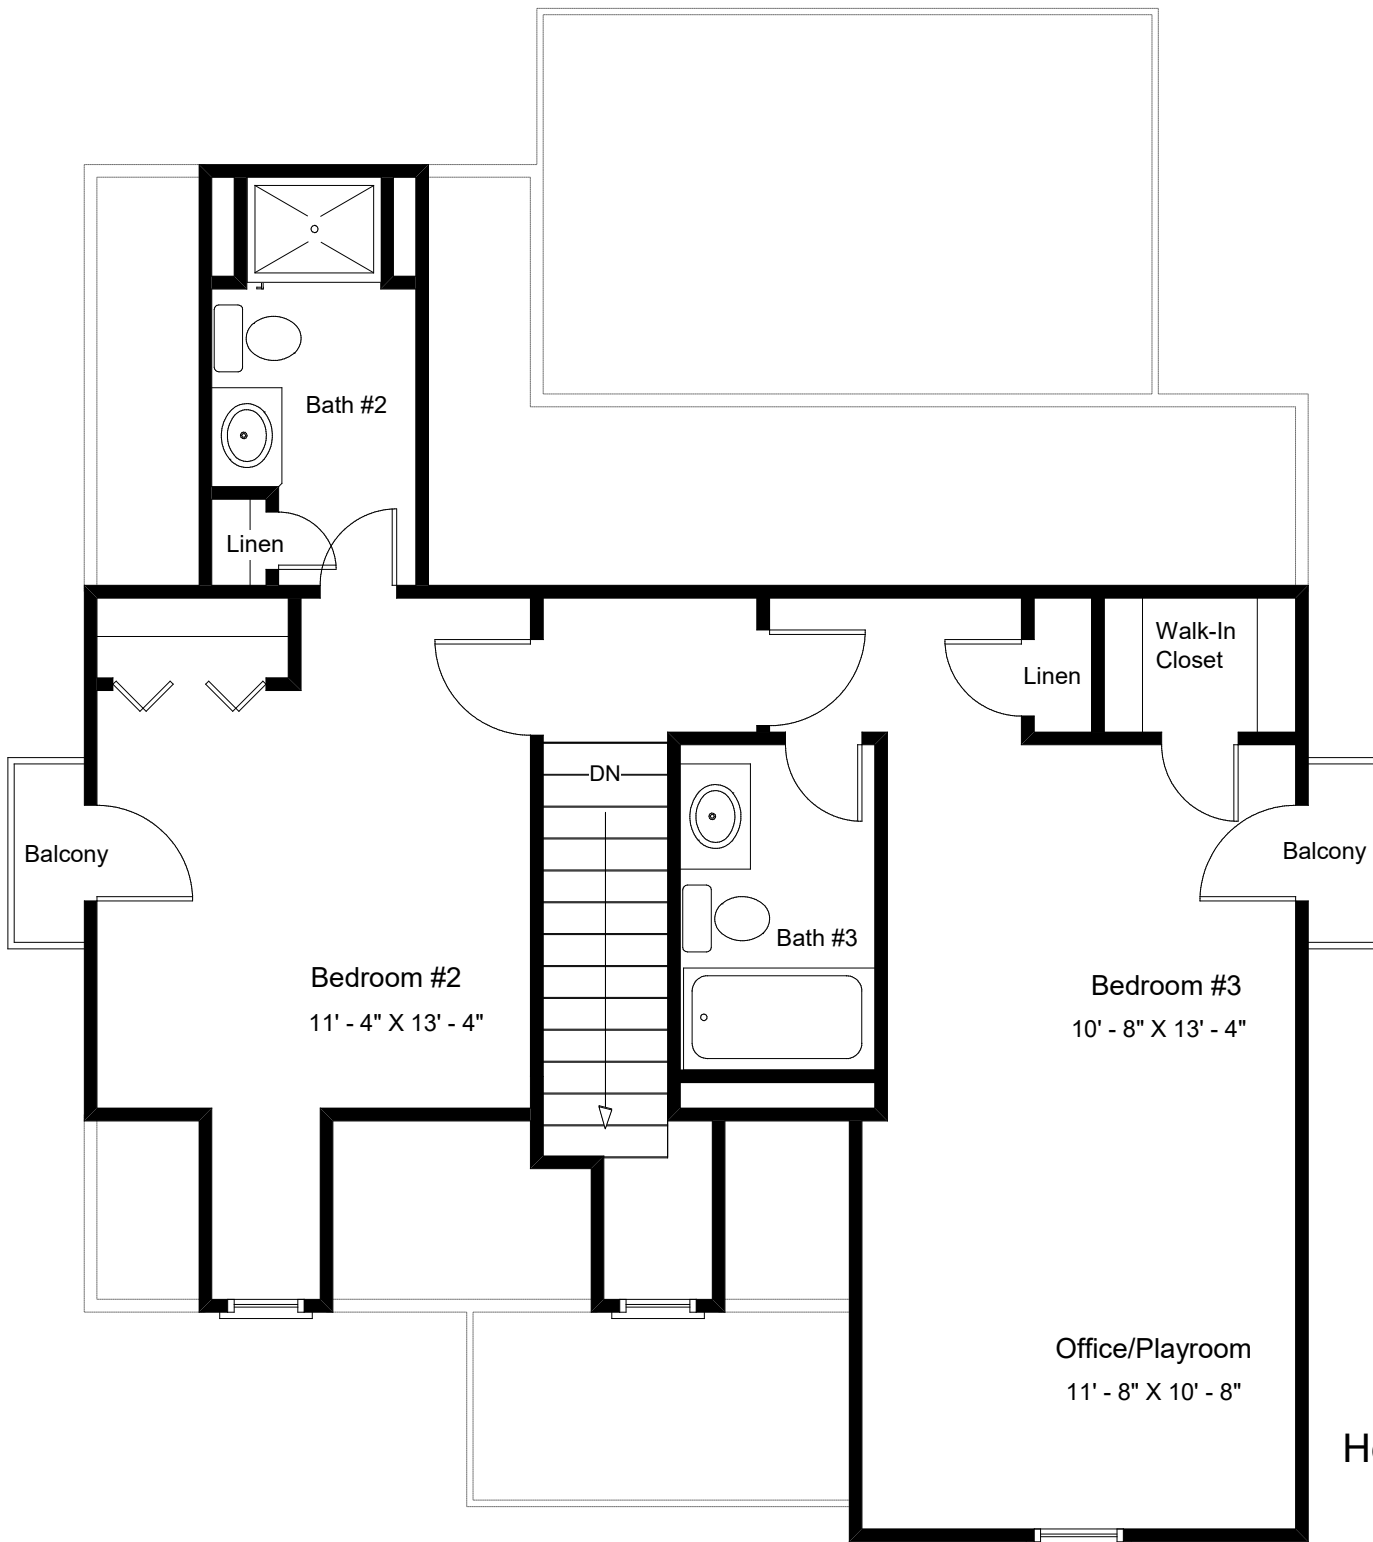 Bath #2
Linen
Walk-In
Closet
Linen
DN
Balcony
Balcony
Bath #3
Bedroom #2
11' - 4" X 13' - 4"
Bedroom #3
10' - 8" X 13' - 4"
Office/Playroom
11' - 8" X 10' - 8"